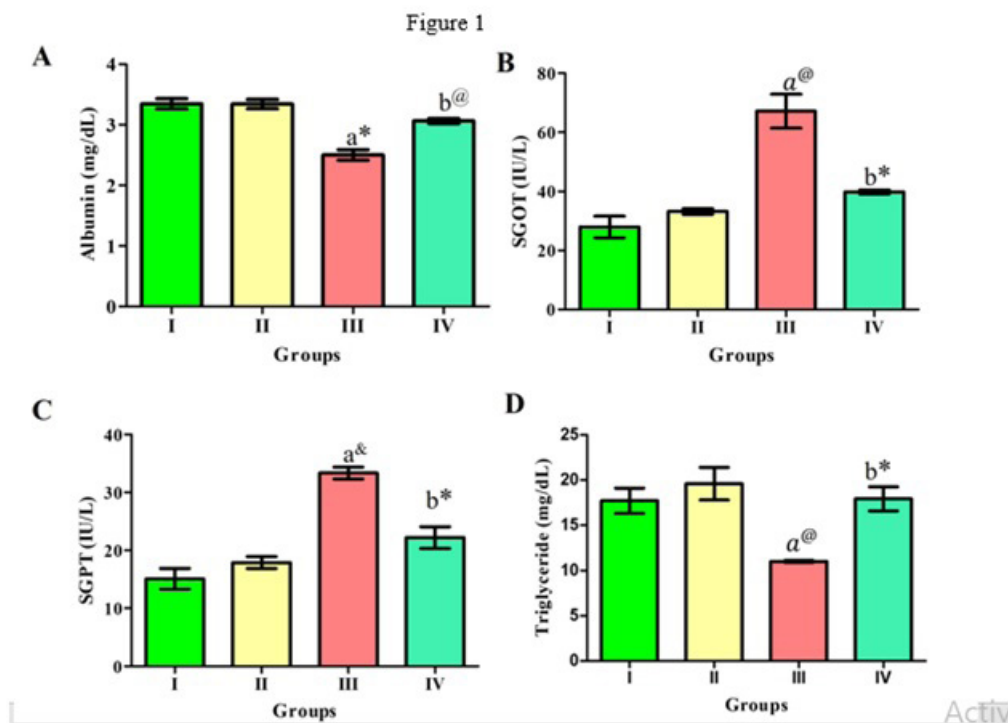 Figure 1
A
Albumin (mg/dL)
4
3
2
1
0
a*
b@
I II III IV
Groups
B
SGOT (IU/L)
80
60
40
20
0
a@
b*
I II III IV
Groups
C
SGPT (IU/L)
40
30
20
10
0
a&
b*
I II III IV
Groups
D
Triglyceride (mg/dL)
25
20
15
10
5
0
a@
b*
I II III IV
Groups
Activ